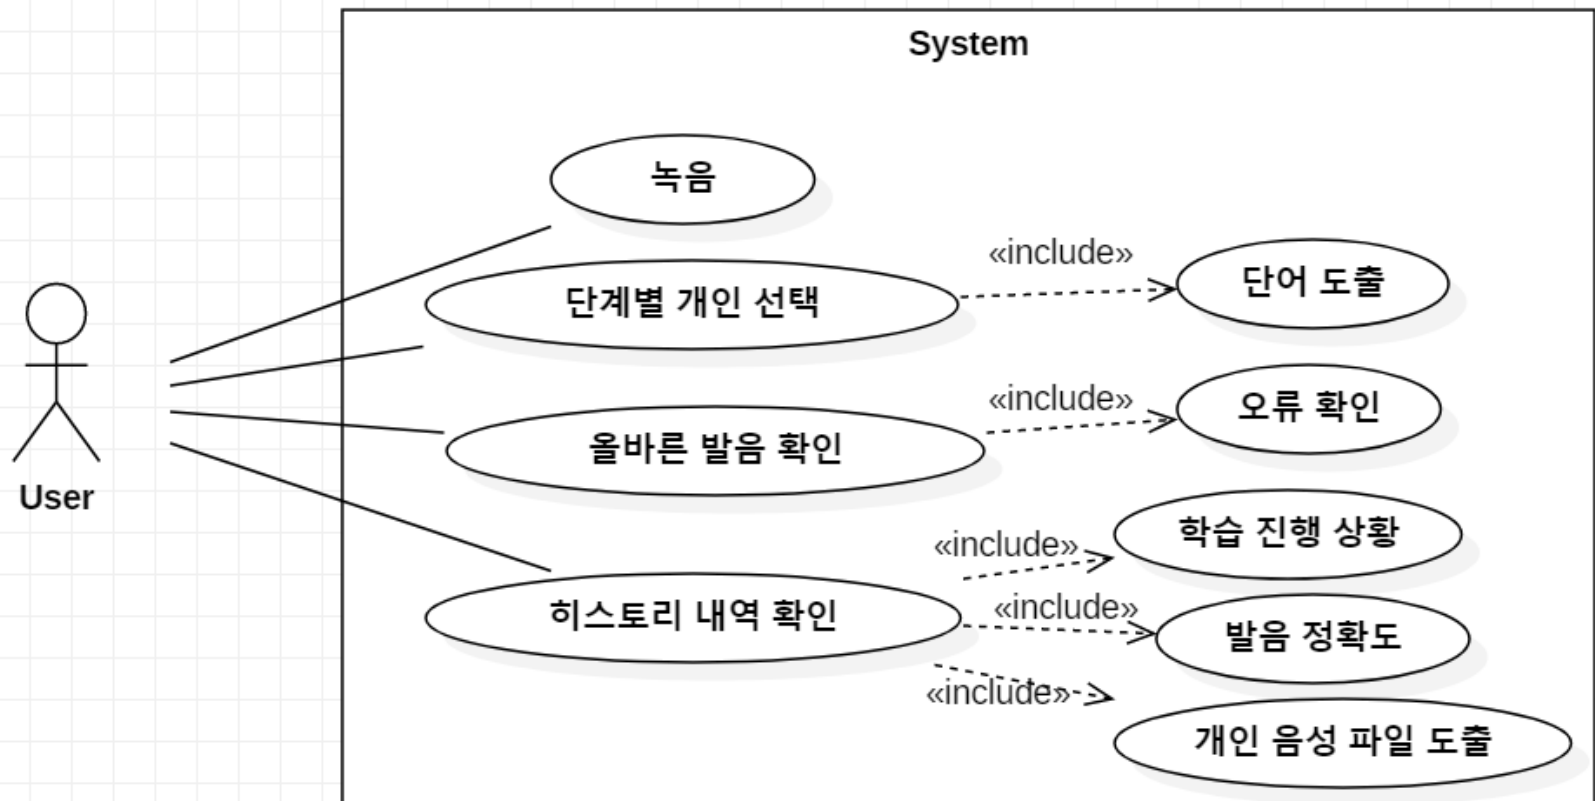 System
녹음
«include»
단계별 개인 선택
단어 도출
«include»
올바른 발음 확인
오류 확인
User
«include»
학습 진행 상황
히스토리 내역 확인
«include»
발음 정확도
«include»
개인 음성 파일 도출